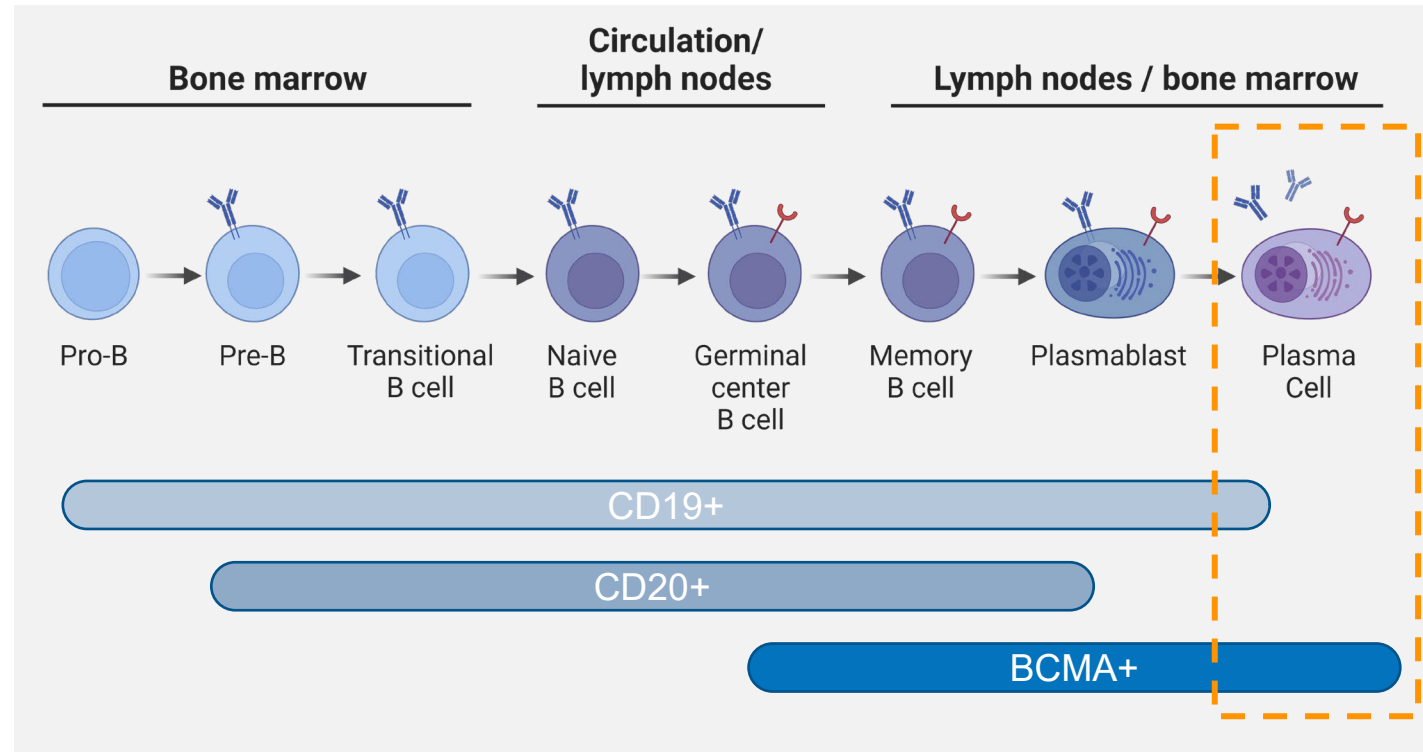 Bone marrow
Circulation/
lymph nodes
Lymph nodes / bone marrow
Pro-B
Pre-B
Transitional
B cell
Naive
B cell
Germinal
center
B cell
Memory
B cell
Plasmablast
Plasma
Cell
CD19+
CD20+
BCMA+